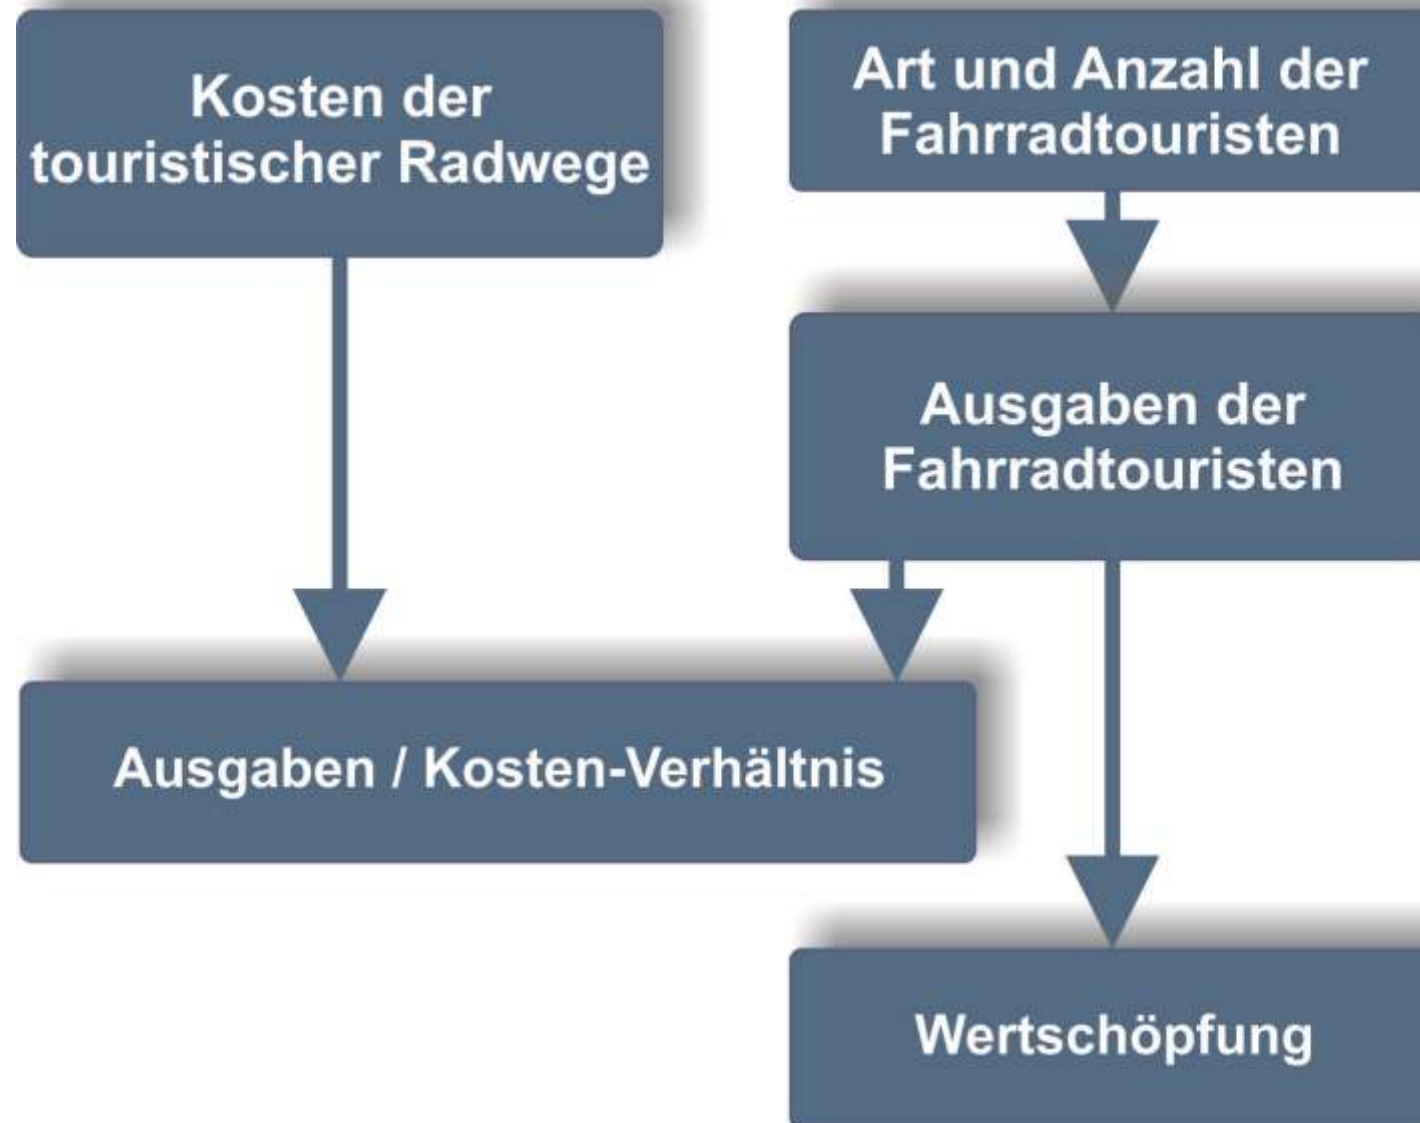 Kosten der
touristischer Radwege
Art und Anzahl der
Fahrradtouristen
Ausgaben der
Fahrradtouristen
Ausgaben / Kosten-Verhältnis
Wertschöpfung